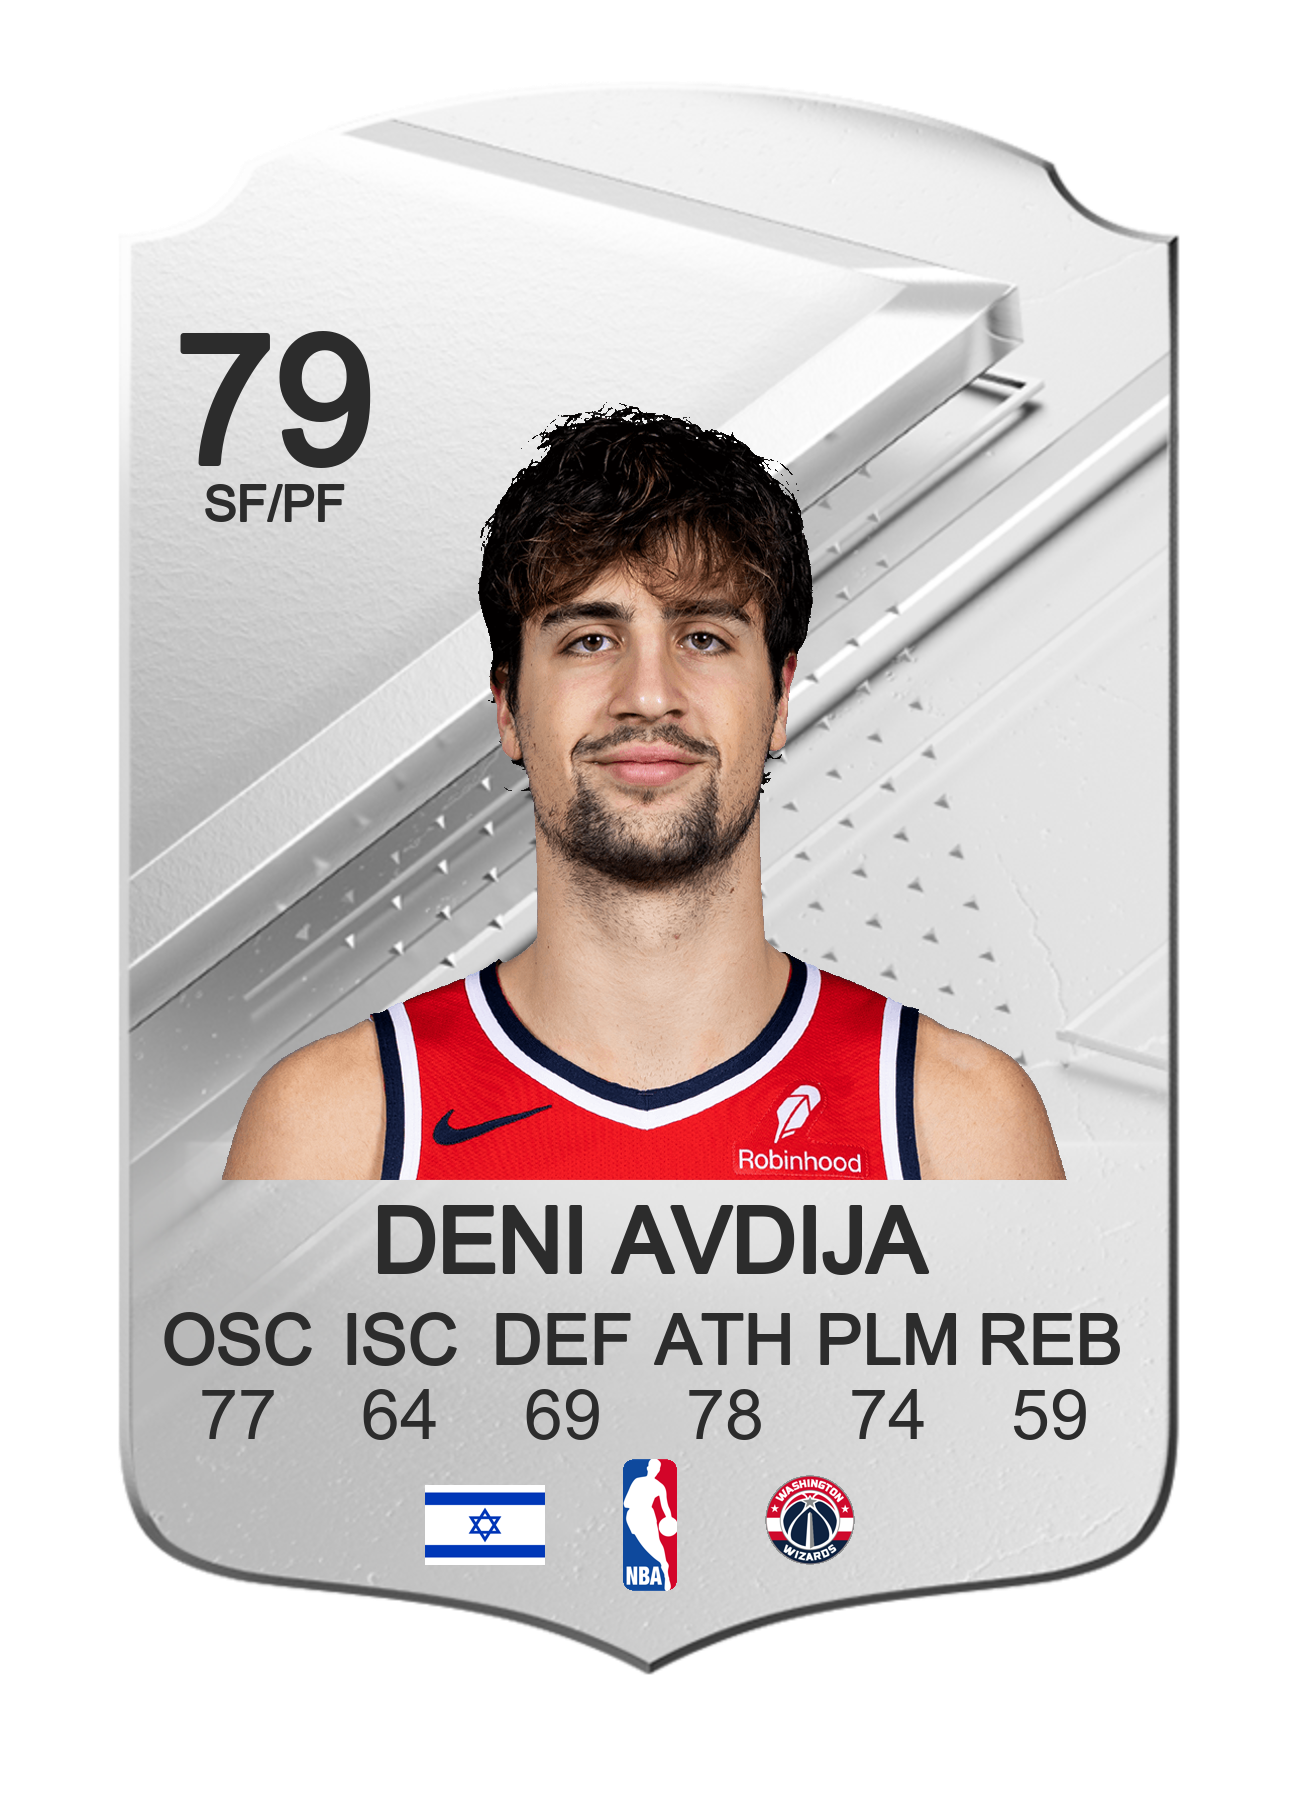 79
SF/PF
Robinhood
DENI AVDIJA
OSC ISC DEF ATH PLM REB
77 64 69 78 74 59
NBA
WASHINGTON
WIZARDS